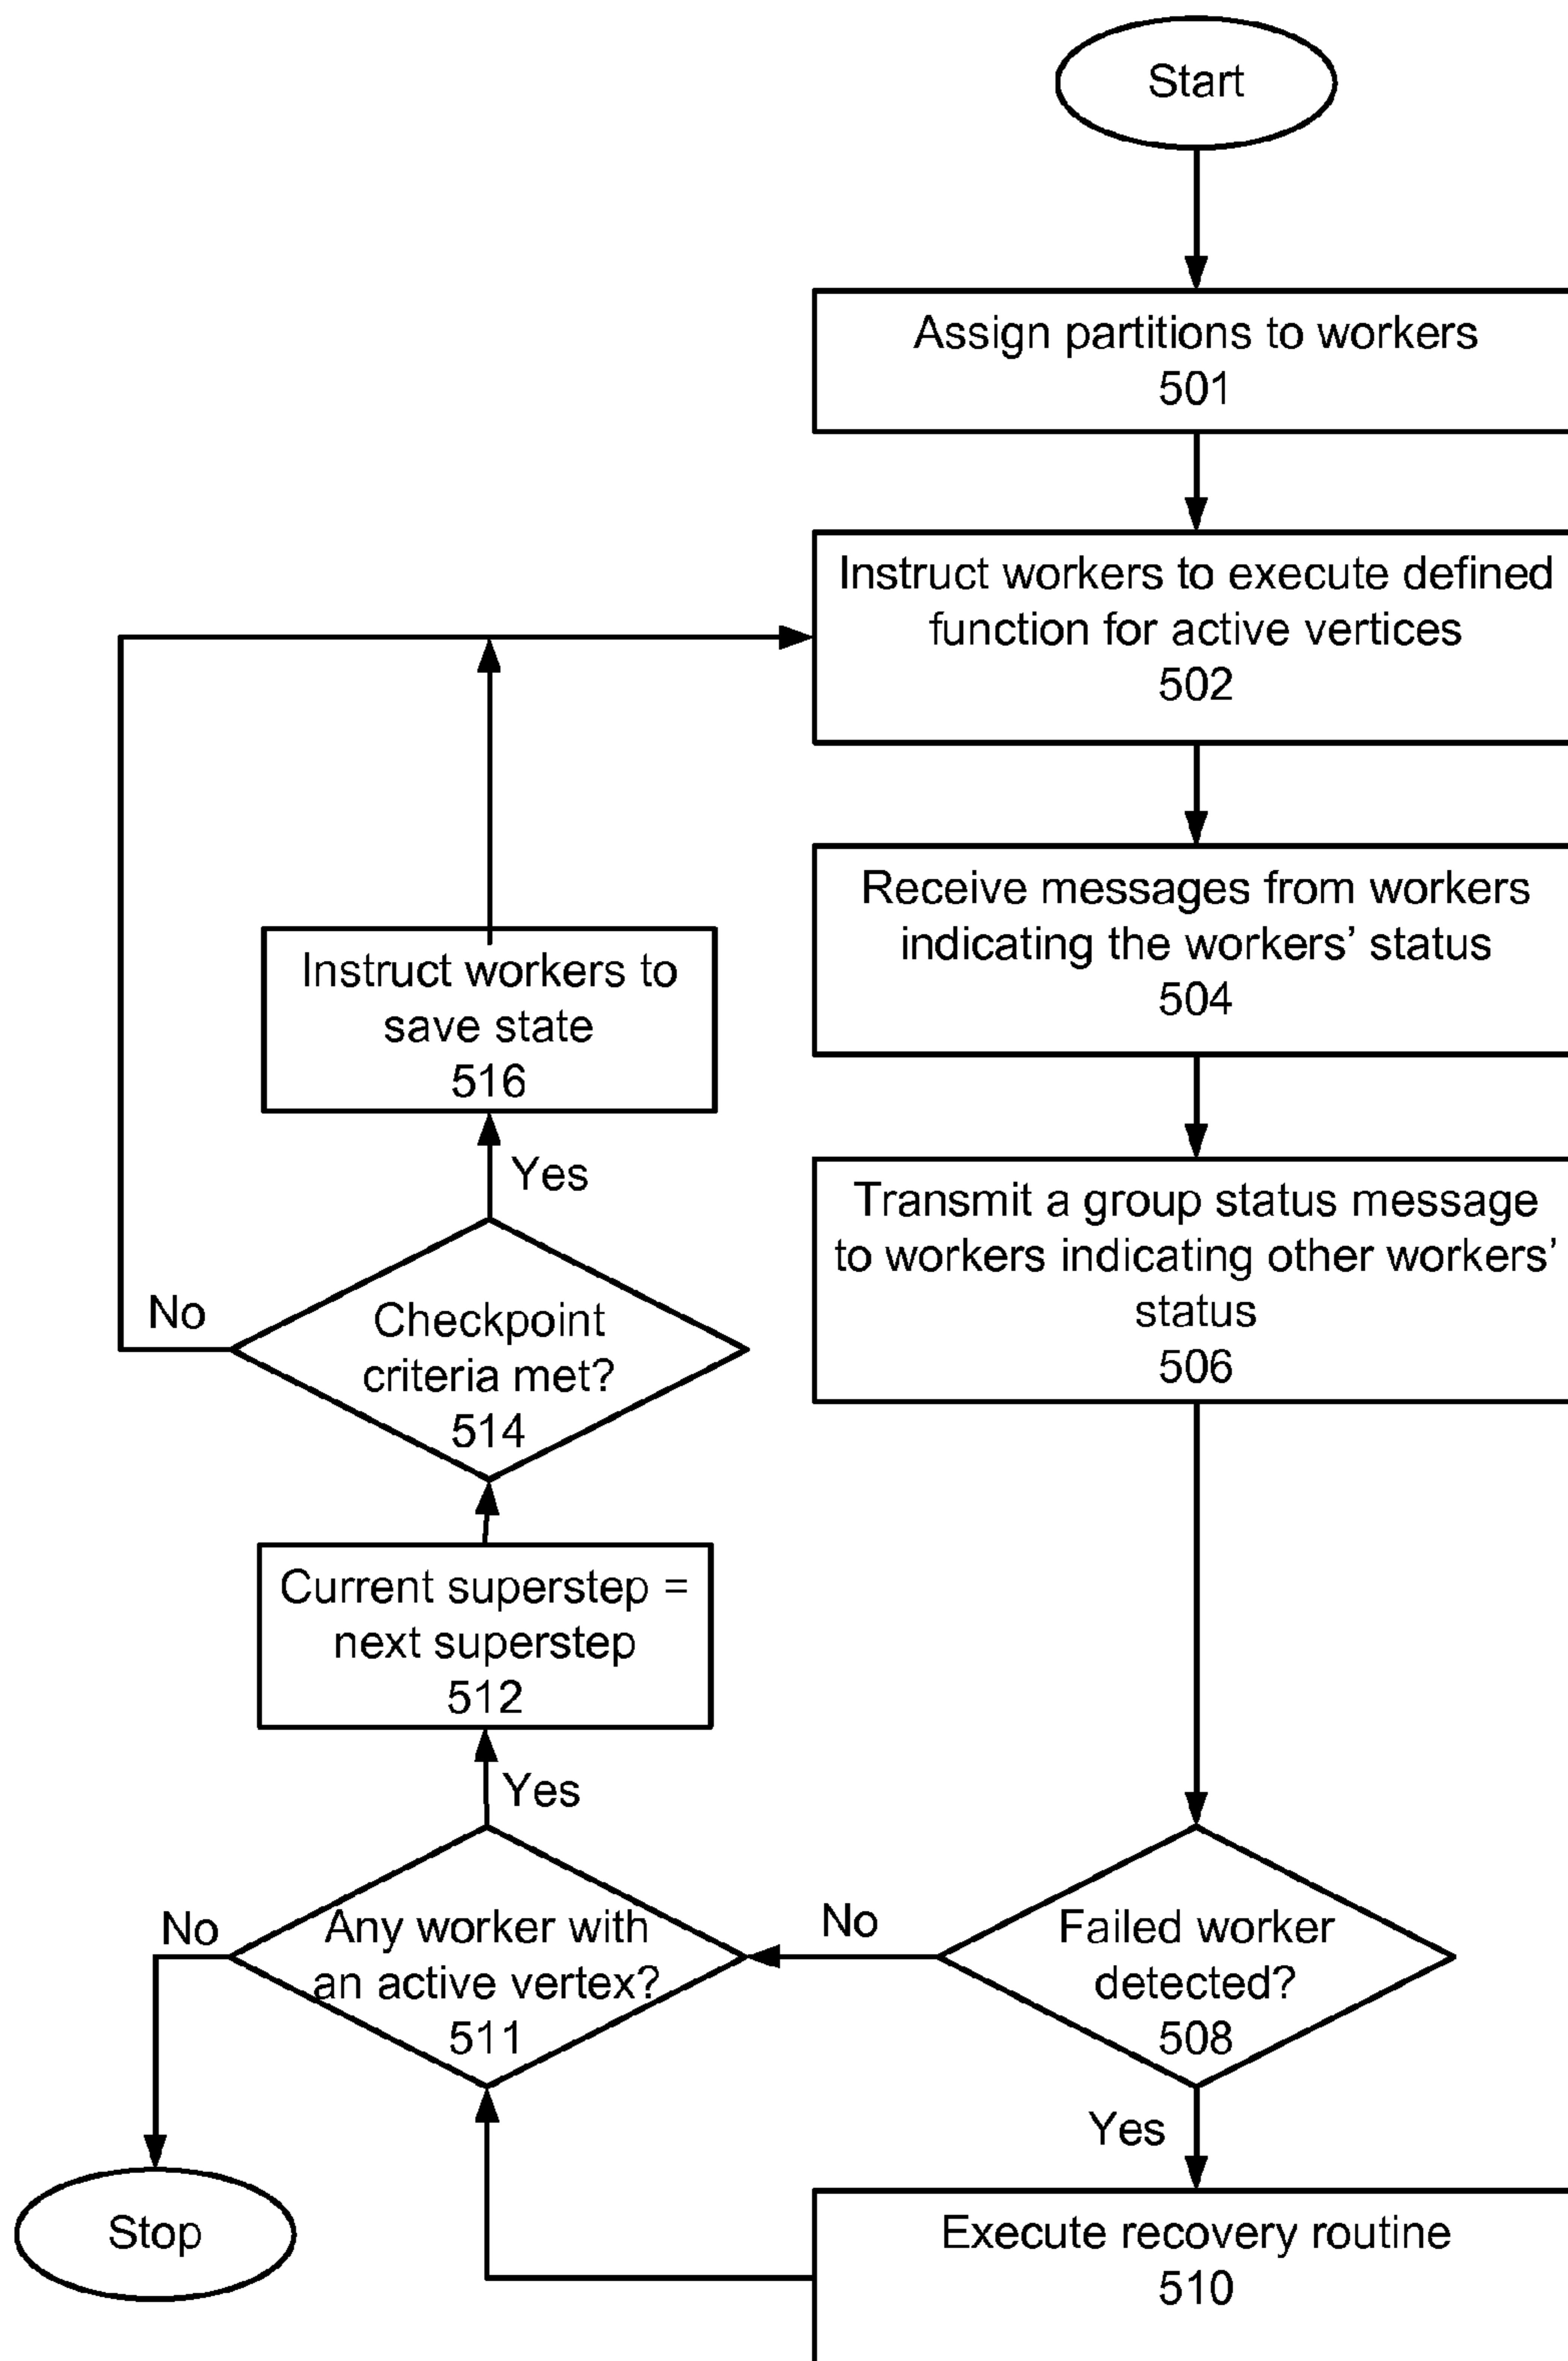 Start
Assign partitions to workers
501
Instruct workers to execute defined
function for active vertices
502
Receive messages from workers
indicating the workers’ status
504
Transmit a group status message
to workers indicating other workers’
status
506
Failed worker
detected?
508
No
Yes
Execute recovery routine
510
Any worker with
an active vertex?
511
No
Stop
Yes
Current superstep =
next superstep
512
Checkpoint
criteria met?
514
No
Yes
Instruct workers to
save state
516